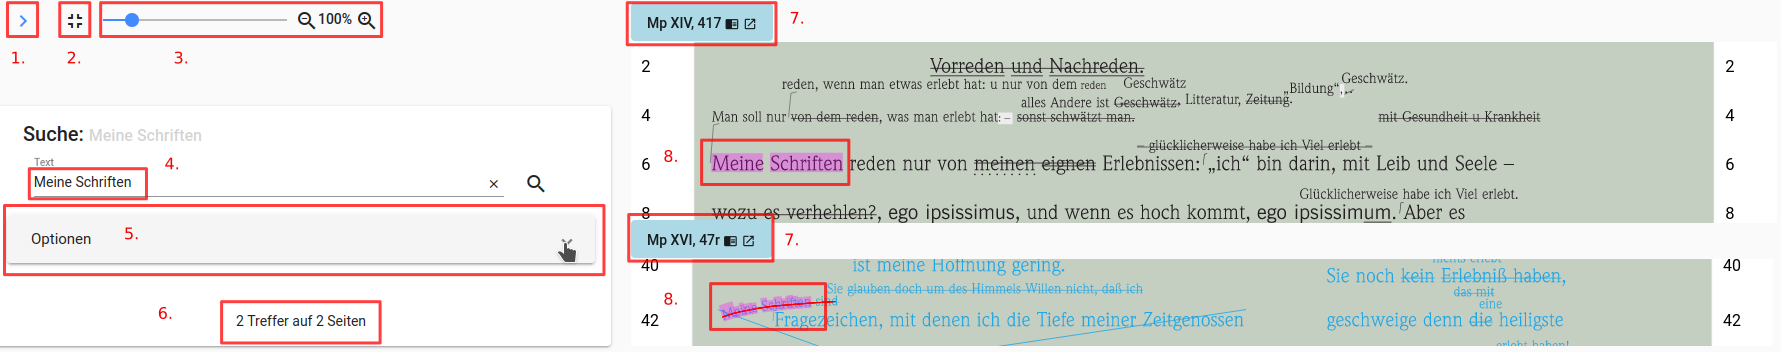 100%
1.
2.
3.
Suche: Meine Schriften
Text
Meine Schriften
4.
Optionen
5.
6.
2 Treffer auf 2 Seiten
Mp XIV, 417
7.
2 Vorreden und Nachreden. 2
reden, wenn man etwas erlebt hat: u nur von dem reden Geschwätz
„Bildung“,. Geschwätz.
alles Andere ist Geschwätz, Litteratur, Zeitung.
4 Man soll nur von dem reden, was man erlebt hat: – sonst schwätzt man. mit Gesundheit u Krankheit 4
– glücklicherweise habe ich Viel erlebt –
8.
6 Meine Schriften reden nur von meinen eignen Erlebnissen: „ich“ bin darin, mit Leib und Seele – 6
Glücklicherweise habe ich Viel erlebt.
8 wozu es verhehlen?, ego ipsissimus, und wenn es hoch kommt, ego ipsissimum. Aber es 8
Mp XVI, 47r
7.
40 ist meine Hoffnung gering. Sie noch kein Erlebniß haben, 40
nichts erlebt
8.
Meine Schriften sind
Sie glauben doch um des Himmels Willen nicht, daß ich
das mit
eine
42 Fragezeichen, mit denen ich die Tiefe meiner Zeitgenossen geschweige denn die heiligste 42
erlebt haben!